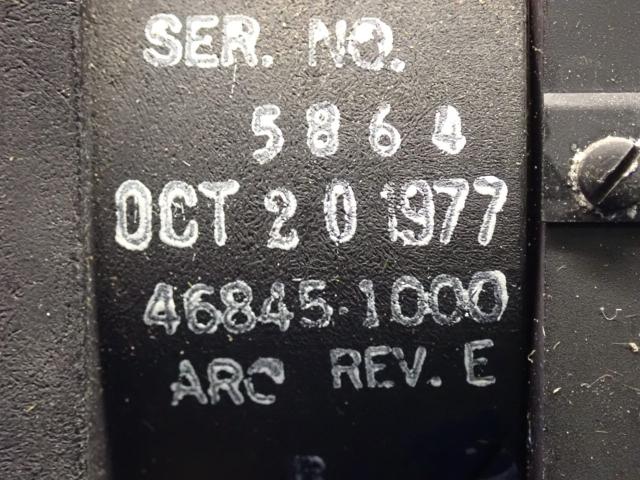 SER. NO.
5864
OCT 20 1977
46845-1000
ARC REV. E